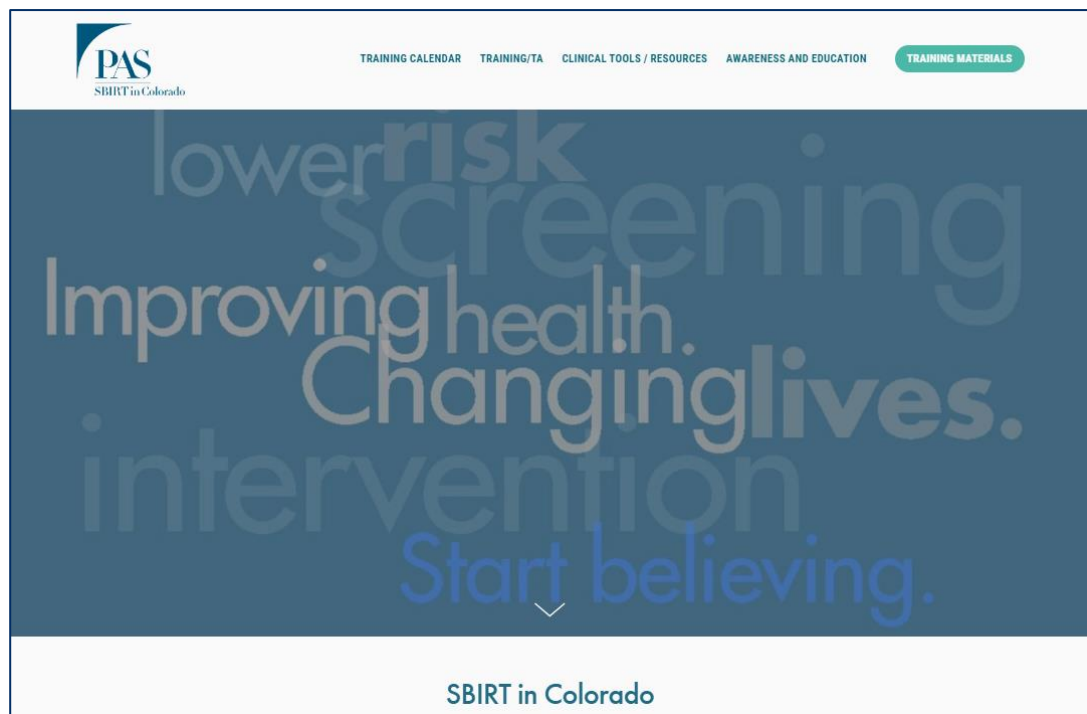 PAS
SBIRT in Colorado
TRAINING CALENDAR TRAINING/TA CLINICAL TOOLS / RESOURCES AWARENESS AND EDUCATION TRAINING MATERIALS
lower risk
screening
Improving health.
Changing lives.
intervention
Start believing.
SBIRT in Colorado